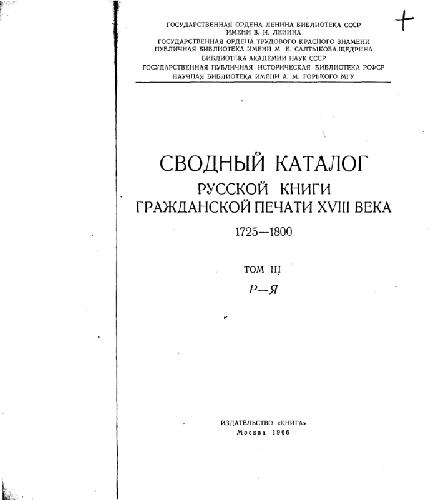 ГОСУДАРСТВЕННАЯ ОРДЕНА ЛЕНИНА БИБЛИОТЕКА СССР
ИМЕНИ В. И. ЛЕНИНА
ГОСУДАРСТВЕННАЯ ОРДЕНА ТРУДОВОГО КРАСНОГО ЗНАМЕНИ
ПУБЛИЧНАЯ БИБЛИОТЕКА ИМЕНИ М. Е. САЛТЫКОВА-ЩЕДРИНА
БИБЛИОТЕКА АКАДЕМИИ НАУК СССР
ГОСУДАРСТВЕННАЯ ПУБЛИЧНАЯ ИСТОРИЧЕСКАЯ БИБЛИОТЕКА РСФСР
НАУЧНАЯ БИБЛИОТЕКА ИМЕНИ А. М. ГОРЬКОГО МГУ
СВОДНЫЙ КАТАЛОГ
РУССКОЙ КНИГИ
ГРАЖДАНСКОЙ ПЕЧАТИ XVIII ВЕКА
1725—1800
ТОМ III
Р—Я
ИЗДАТЕЛЬСТВО «КНИГА»
Москва 1966